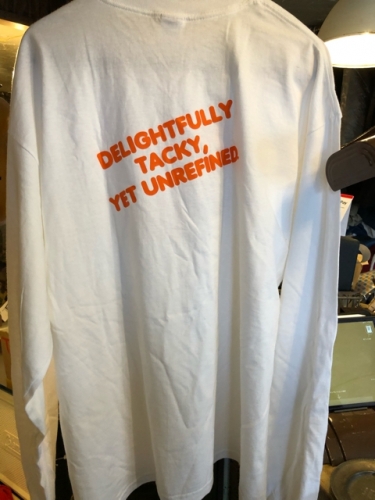 DELIGHTFULLY
TACKY,
YET UNREFINED